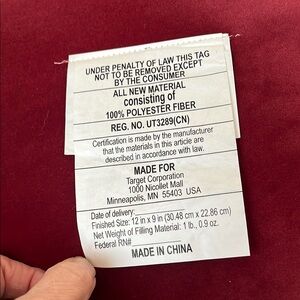 UNDER PENALTY OF LAW THIS TAG
NOT TO BE REMOVED EXCEPT
BY THE CONSUMER
ALL NEW MATERIAL
consisting of
100% POLYESTER FIBER
REG. NO. UT3289(CN)
Certification is made by the manufacturer
that the materials in this article are
described in accordance with law.
MADE FOR
Target Corporation
1000 Nicollet Mall
Minneapolis, MN 55403 USA
Date of delivery:
Finished Size: 12 in x 9 in (30.48 cm x 22.86 cm)
Net Weight of Filling Material: 1 lb., 0.9 oz.
Federal RN#
MADE IN CHINA